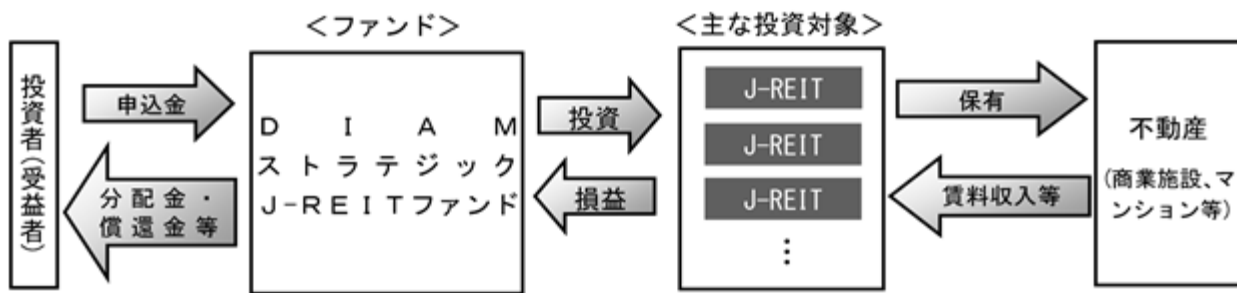 <ファンド>
<主な投資対象>
投資者(受益者)
申込金
分配金・
償還金等
DIAM
ストラテジック
J-REITファンド
投資
損益
J-REIT
J-REIT
J-REIT
⋮
保有
賃料収入等
不動産
(商業施設、マ
ンション等)